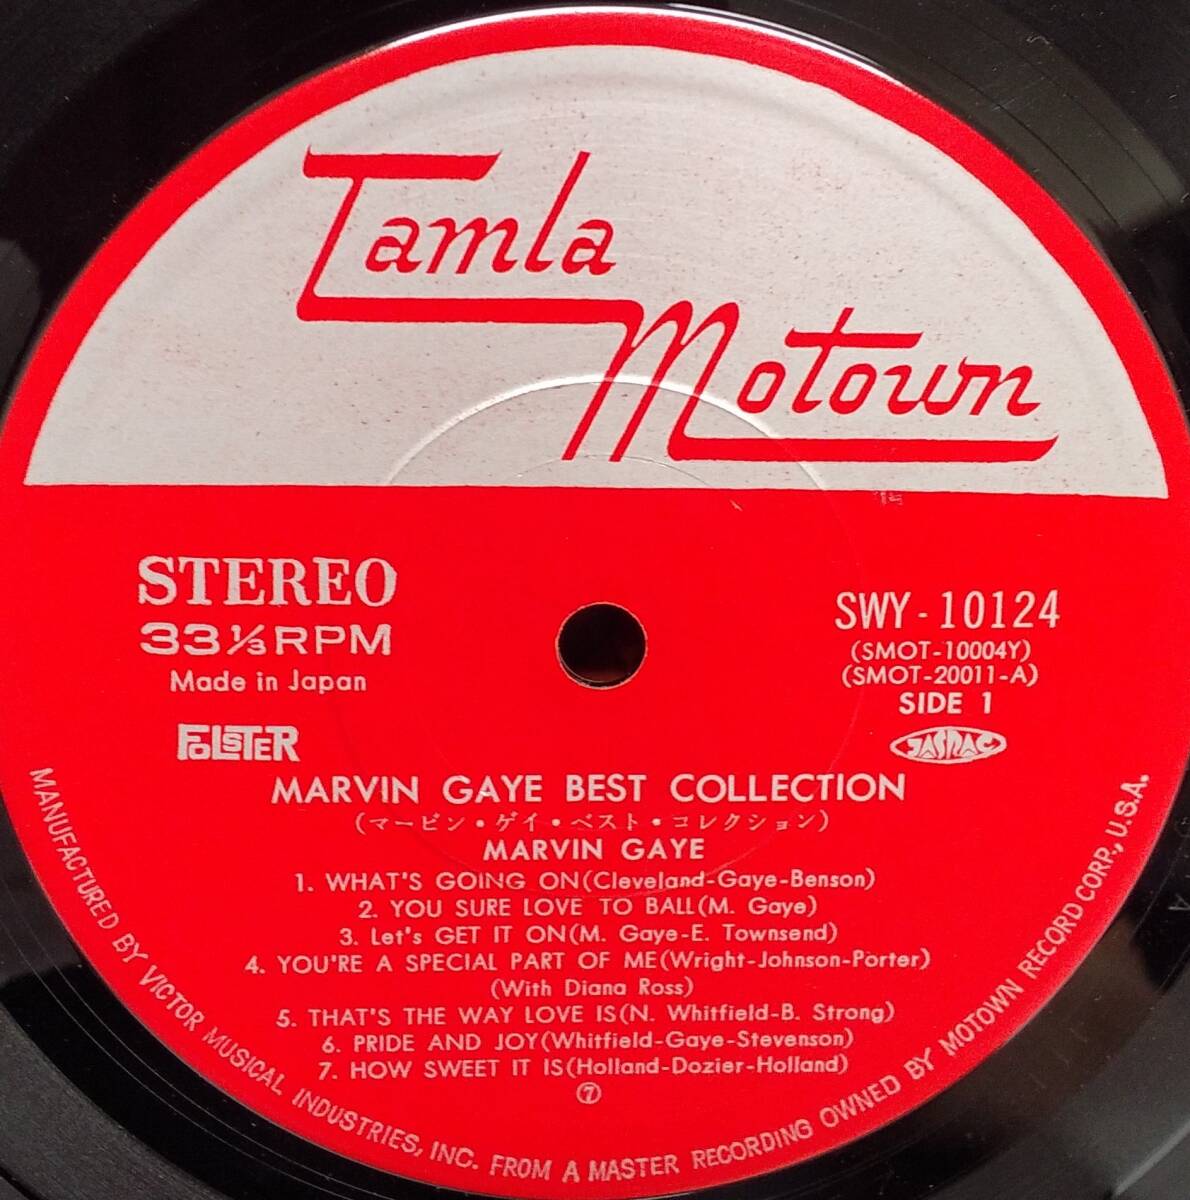 Tamla
Motown
STEREO
33 1/3 RPM
Made in Japan
FOLSTER
SWY-10124
(SMOT-10004Y)
(SMOT-20011-A)
SIDE 1
JASRAC
MARVIN GAYE BEST COLLECTION
(マービン・ゲイ・ベスト・コレクション)
MARVIN GAYE
1. WHAT'S GOING ON(Cleveland-Gaye-Benson)
2. YOU SURE LOVE TO BALL(M. Gaye)
3. Let's GET IT ON(M. Gaye-E. Townsend)
4. YOU'RE A SPECIAL PART OF ME(Wright-Johnson-Porter)
(With Diana Ross)
5. THAT'S THE WAY LOVE IS(N. Whitfield-B. Strong)
6. PRIDE AND JOY(Whitfield-Gaye-Stevenson)
7. HOW SWEET IT IS(Holland-Dozier-Holland)
⑦
MANUFACTURED BY VICTOR MUSICAL INDUSTRIES, INC. FROM A MASTER RECORDING OWNED BY MOTOWN RECORD CORP., U.S.A.